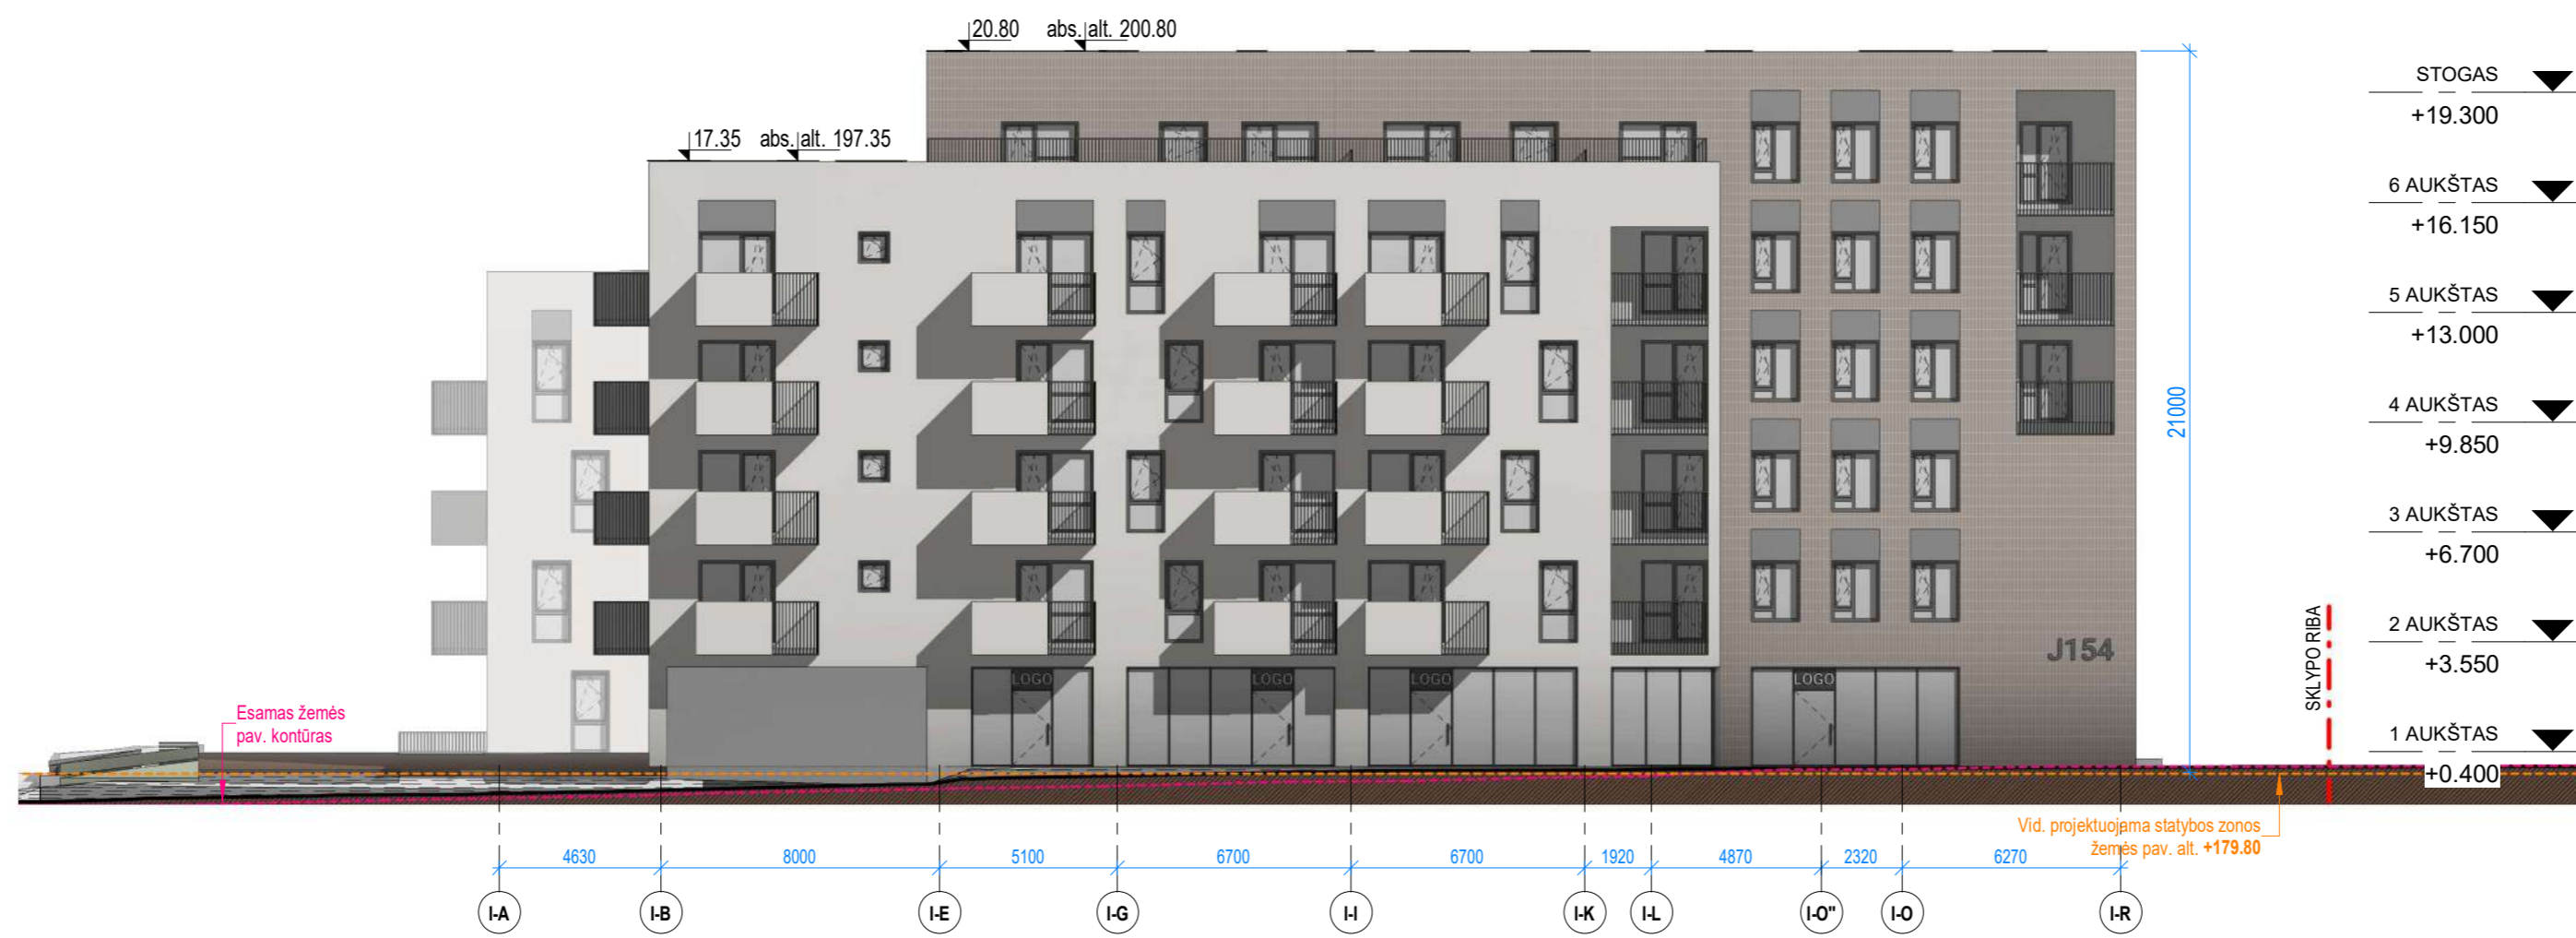 20.80 abs. alt. 200.80
17.35 abs. alt. 197.35
STOGAS
+19.300
6 AUKŠTAS
+16.150
5 AUKŠTAS
+13.000
4 AUKŠTAS
+9.850
3 AUKŠTAS
+6.700
2 AUKŠTAS
+3.550
1 AUKŠTAS
+0.400
21000
SKLYPO RIBA
J154
LOGO LOGO LOGO LOGO
Esamas žemės
pav. kontūras
Vid. projektuojama statybos zonos
žemės pav. alt. +179.80
4630 8000 5100 6700 6700 1920 4870 2320 6270
I-A I-B I-E I-G I-I I-K I-L I-O" I-O I-R